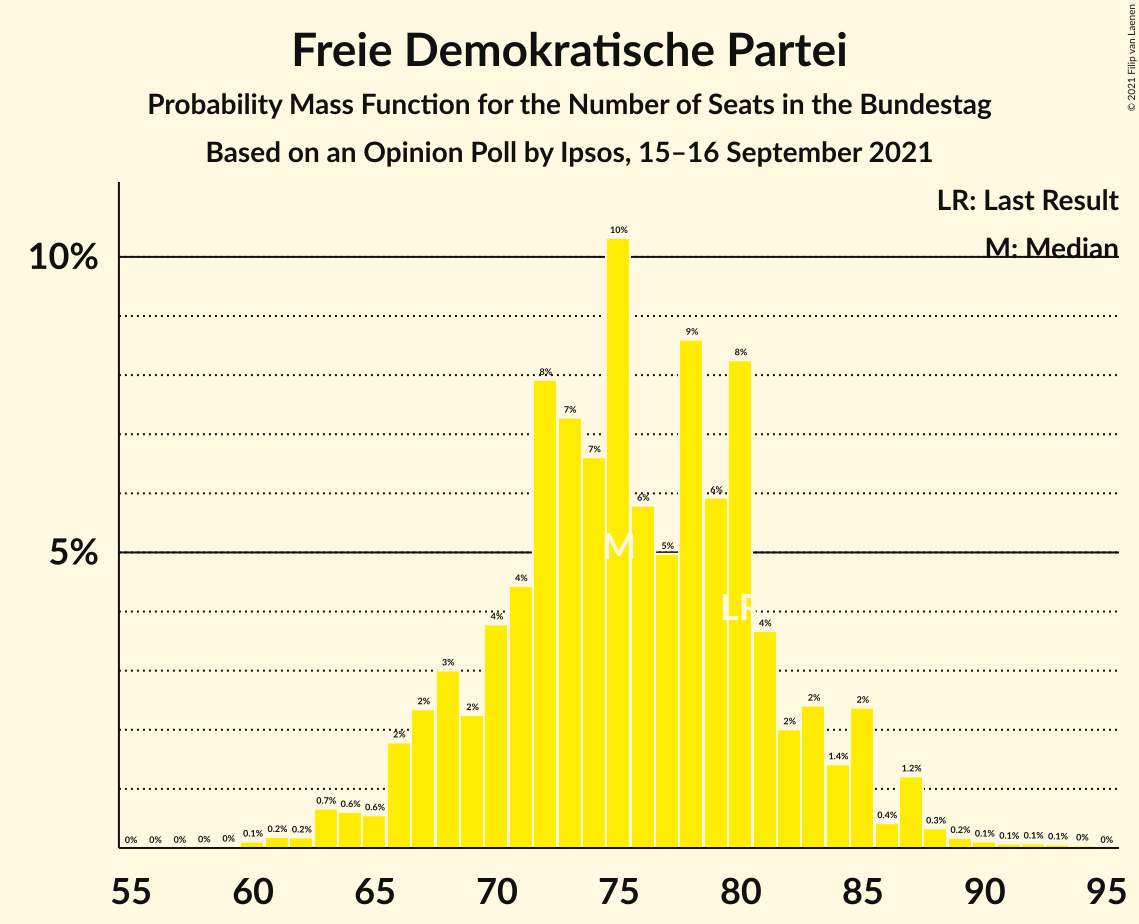 © 2021 Filip van Laenen
Freie Demokratische Partei
Probability Mass Function for the Number of Seats in the Bundestag
Based on an Opinion Poll by Ipsos, 15–16 September 2021
LR: Last Result
M: Median
10%
5%
0% 0% 0% 0% 0% 0.1% 0.2% 0.2% 0.7% 0.6% 0.6% 2% 2% 3% 2% 4% 4% 8% 7% 7% 10% 6% 5% 9% 6% 8% 4% 2% 2% 1.4% 2% 0.4% 1.2% 0.3% 0.2% 0.1% 0.1% 0.1% 0.1% 0% 0%
M
LR
55 60 65 70 75 80 85 90 95